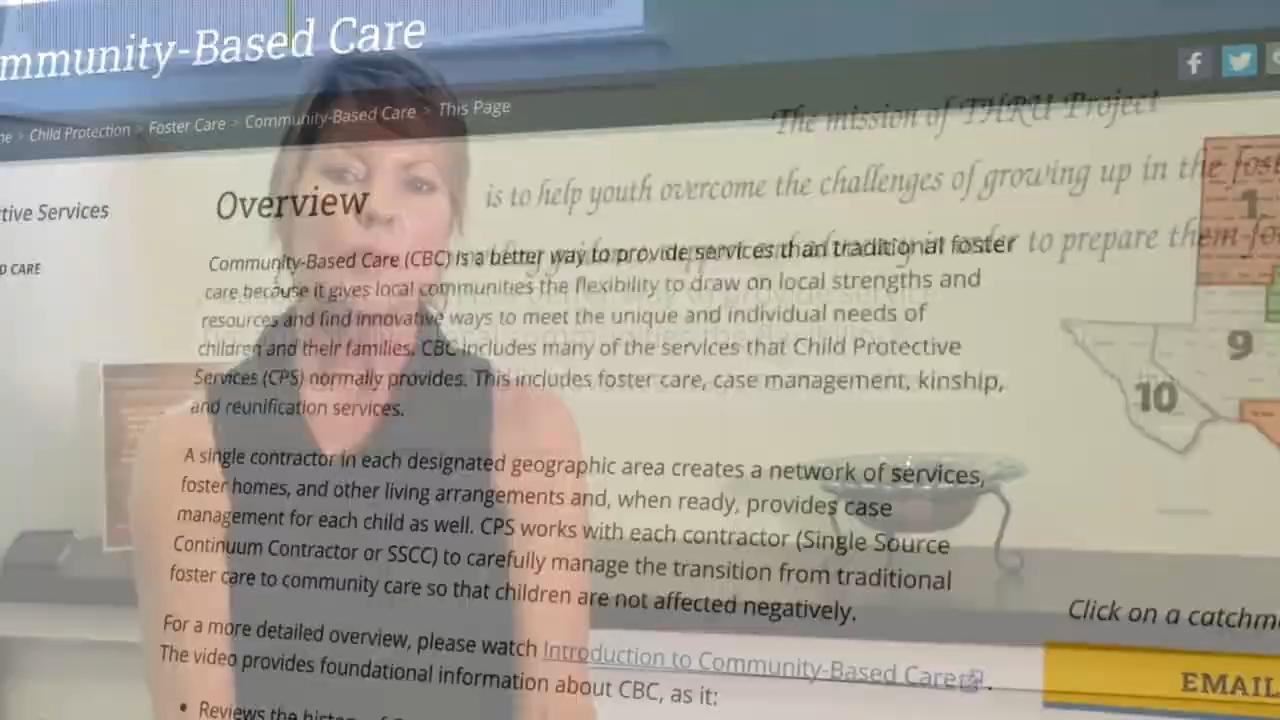 mmunity-Based Care
me > Child Protection > Foster Care > Community-Based Care > This Page
The mission of THRU Project
is to help youth overcome the challenges of growing up in the fost
to prepare them fo
tive Services
D CARE
Overview
Community-Based Care (CBC) is a better way to provide services than traditional foster
care because it gives local communities the flexibility to draw on local strengths and
resources and find innovative ways to meet the unique and individual needs of
children and their families. CBC includes many of the services that Child Protective
Services (CPS) normally provides. This includes foster care, case management, kinship,
and reunification services.
A single contractor in each designated geographic area creates a network of services,
foster homes, and other living arrangements and, when ready, provides case
management for each child as well. CPS works with each contractor (Single Source
Continuum Contractor or SSCC) to carefully manage the transition from traditional
foster care to community care so that children are not affected negatively.
For a more detailed overview, please watch Introduction to Community-Based Care.
The video provides foundational information about CBC, as it:
• Reviews the history of
1
9
10
Click on a catchm
EMAIL